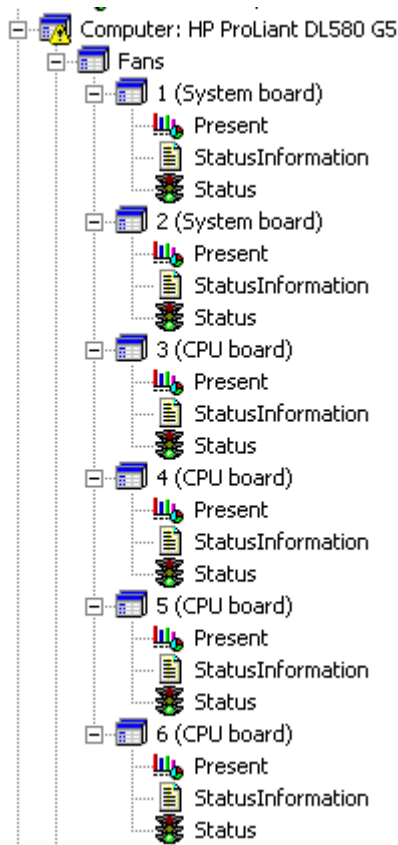 Computer: HP ProLiant DL580 G5
Fans
1 (System board)
Present
StatusInformation
Status
2 (System board)
Present
StatusInformation
Status
3 (CPU board)
Present
StatusInformation
Status
4 (CPU board)
Present
StatusInformation
Status
5 (CPU board)
Present
StatusInformation
Status
6 (CPU board)
Present
StatusInformation
Status